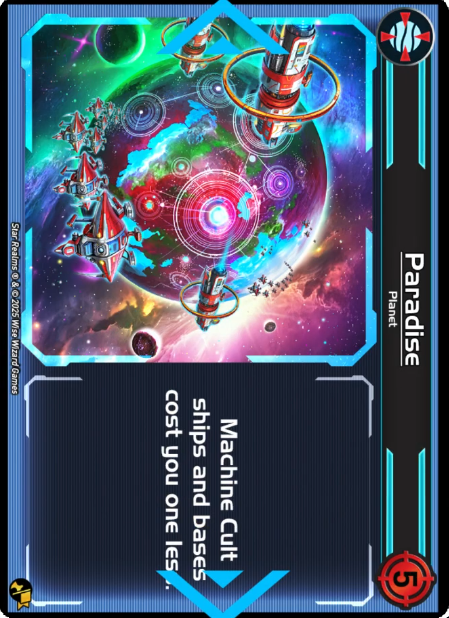 Paradise
Planet
5
Machine Cult
ships and bases
cost you one les
Star Realms ® & © 2025 Wise Wizard Games